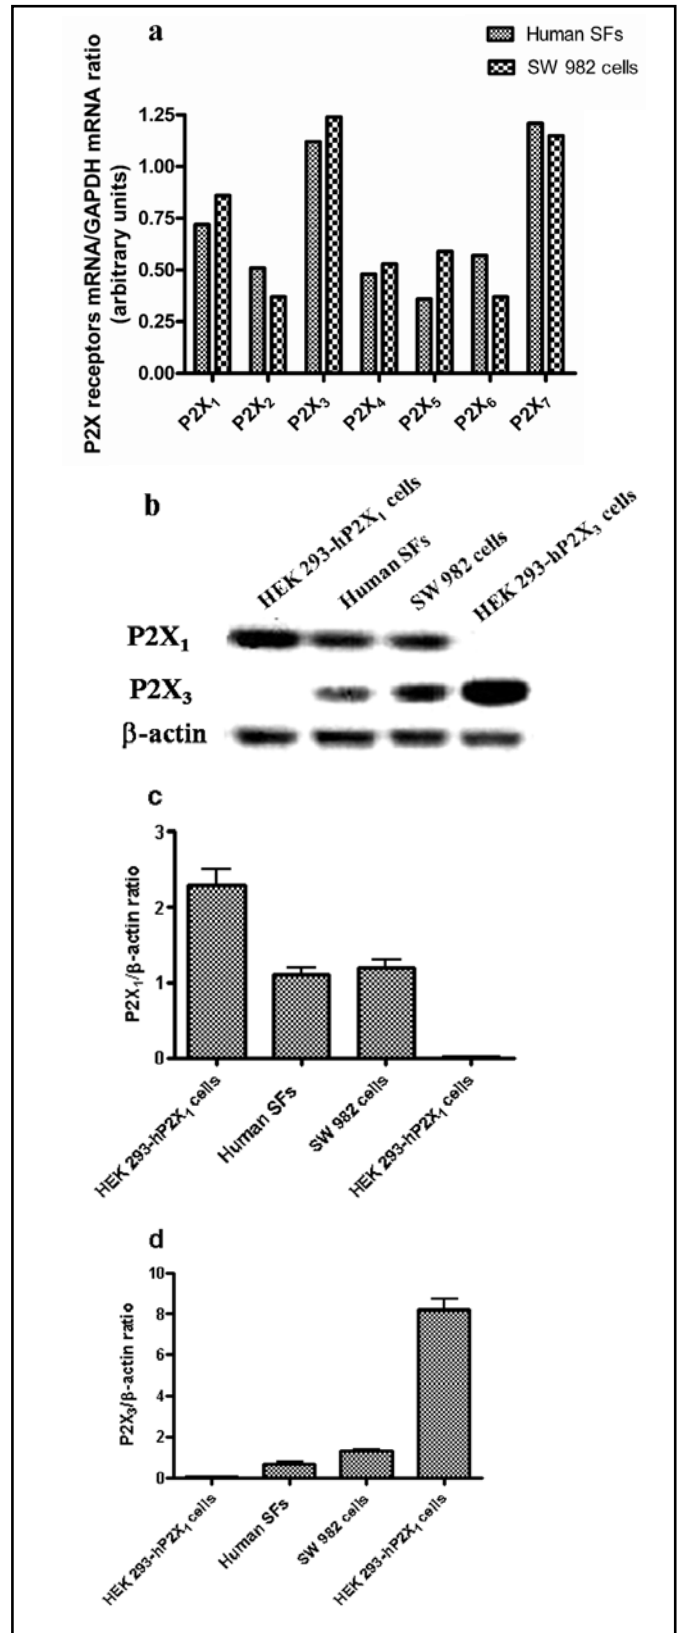 a
Human SFs
SW 982 cells
P2X receptors mRNA/GAPDH mRNA ratio
(arbitrary units)
1.25
1.00
0.75
0.50
0.25
0.00
P2X₁ P2X₂ P2X₃ P2X₄ P2X₅ P2X₆ P2X₇
b
HEK 293-hP2X₁ cells
Human SFs
SW 982 cells
HEK 293-hP2X₃ cells
P2X₁
P2X₃
β-actin
c
P2X₁/β-actin ratio
3
2
1
0
HEK 293-hP2X₁ cells
Human SFs
SW 982 cells
HEK 293-hP2X₁ cells
d
P2X₃/β-actin ratio
10
8
6
4
2
0
HEK 293-hP2X₁ cells
Human SFs
SW 982 cells
HEK 293-hP2X₁ cells